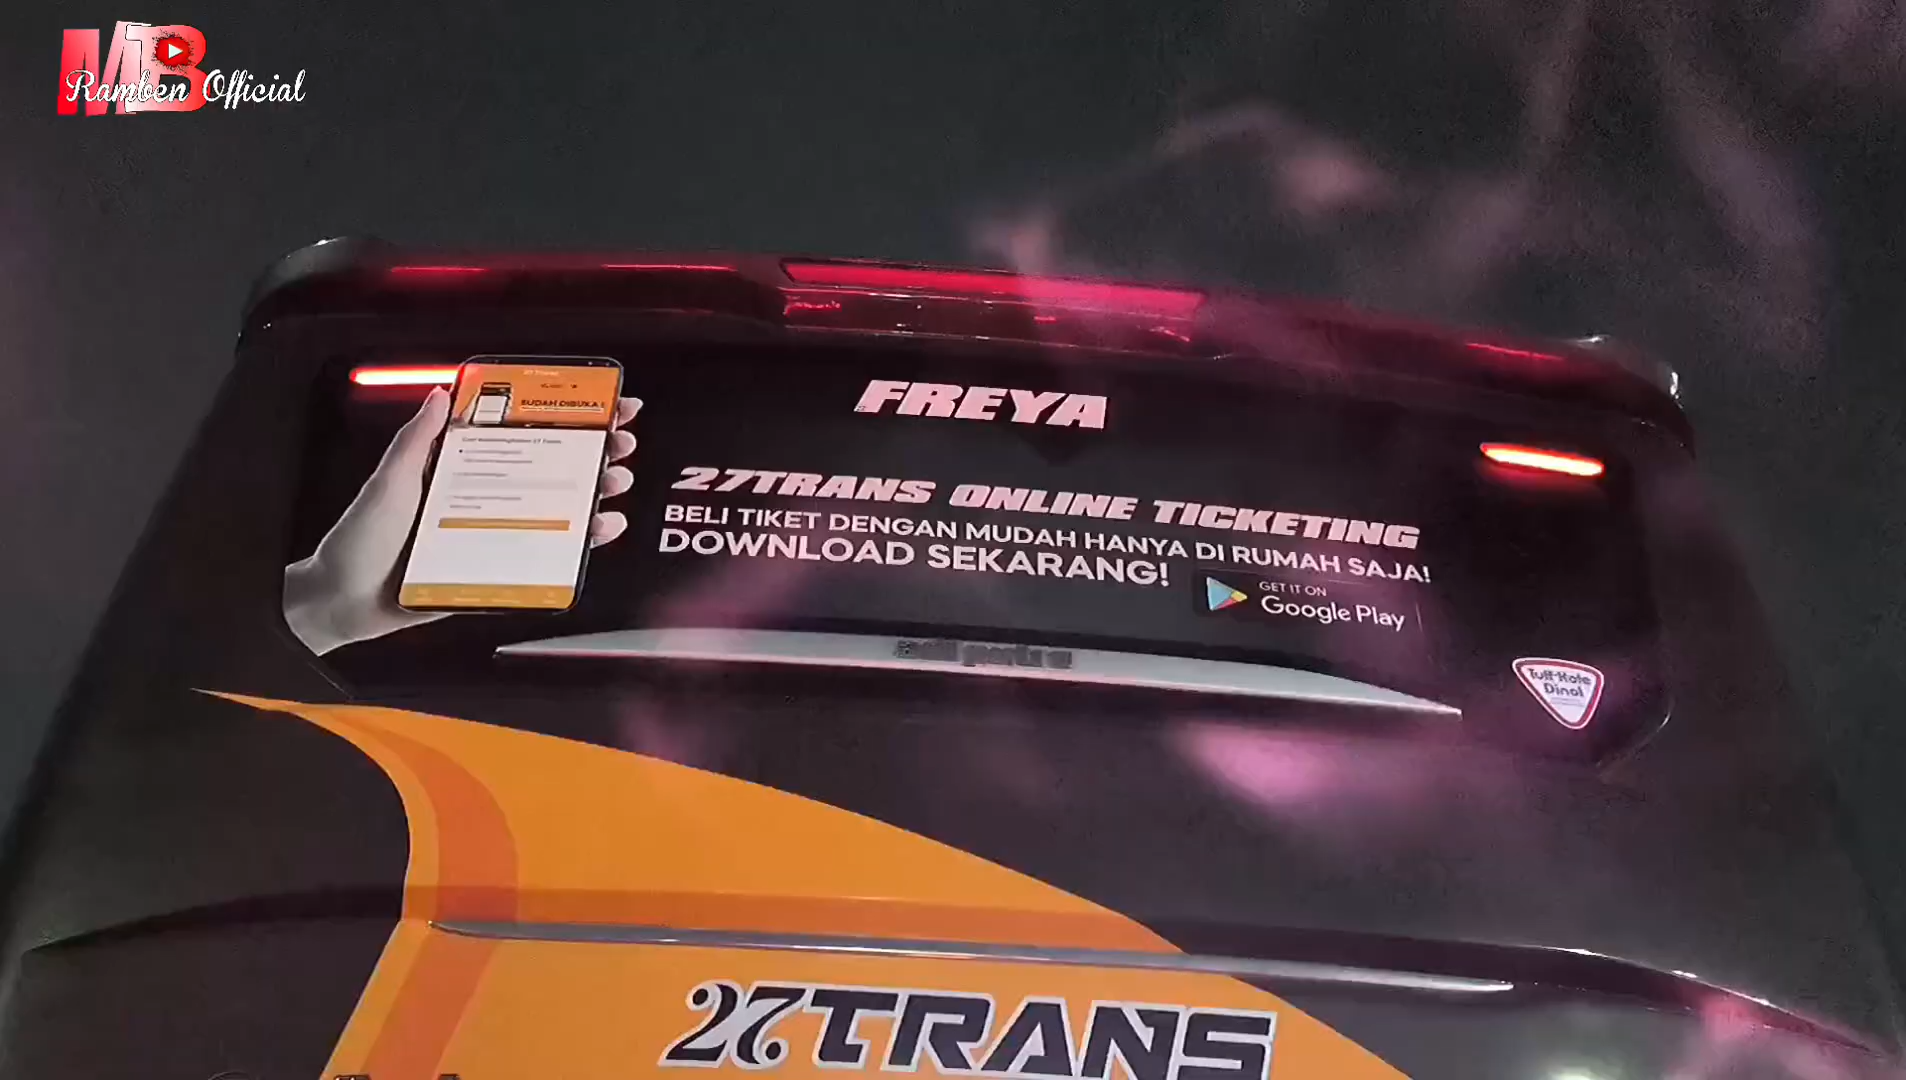 MTB
Ramben Official
FREYA
27TRANS ONLINE TICKETING
BELI TIKET DENGAN MUDAH HANYA DI RUMAH SAJA!
DOWNLOAD SEKARANG!
GET IT ON
Google Play
SUDAH DIBUKA !
Tuff-Kote
Dinol
27TRANS